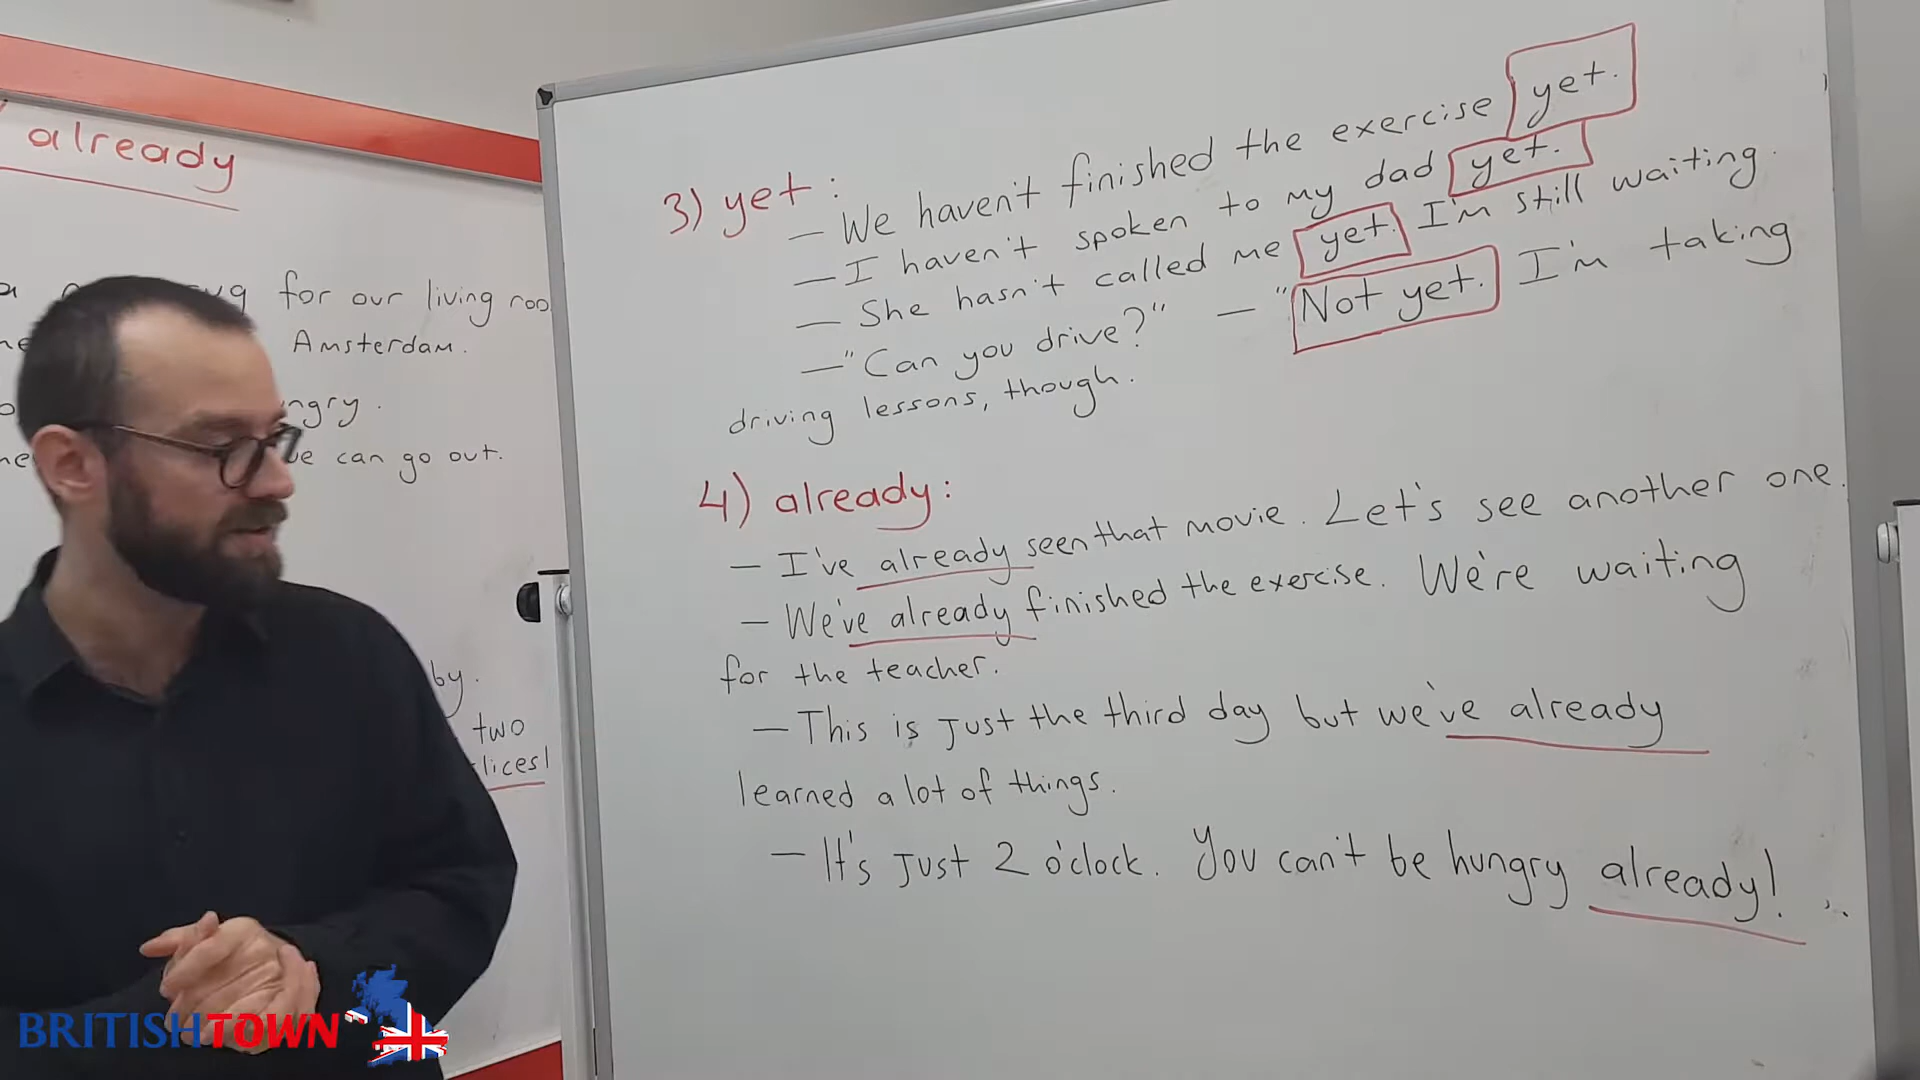 already
for our living roo
Amsterdam.
ngry.
we can go out.
by.
two
lices!
3) yet:
— We haven't finished the exercise yet.
— I haven't spoken to my dad yet.
— She hasn't called me yet. I'm still waiting.
— "Can you drive?" — "Not yet. I'm taking
driving lessons, though.
4) already:
— I've already seen that movie. Let's see another one.
— We've already finished the exercise. We're waiting
for the teacher.
— This is just the third day but we've already
learned a lot of things.
— It's just 2 o'clock. You can't be hungry already!
BRITISHTOWN